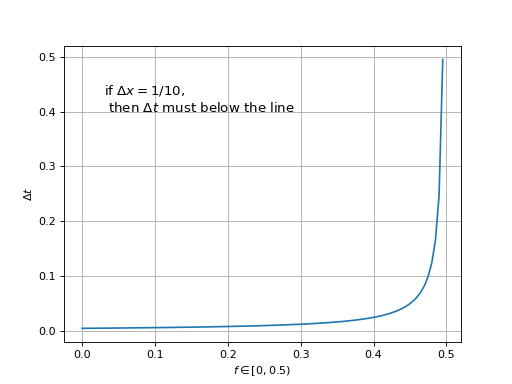 if Δx = 1/10,
then Δt must below the line
0.5
0.4
0.3
0.2
0.1
0.0
Δt
0.0 0.1 0.2 0.3 0.4 0.5
f ∈ [0, 0.5)